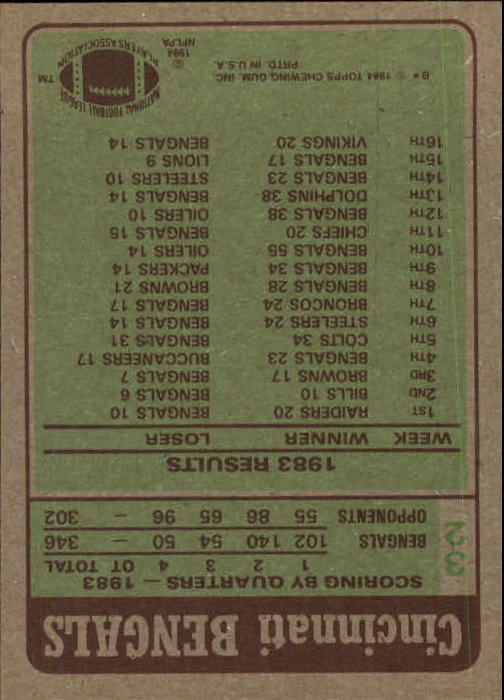 Cincinnati BENGALS
23
SCORING BY QUARTERS – 1983
1 2 3 4 OT TOTAL
BENGALS 102 140 54 50 – 346
OPPONENTS 55 86 65 96 – 302
1983 RESULTS
WEEK WINNER LOSER
1ST RAIDERS 20 BENGALS 10
2ND BILLS 10 BENGALS 6
3RD BROWNS 17 BENGALS 7
4TH BENGALS 23 BUCCANEERS 17
5TH COLTS 34 BENGALS 31
6TH STEELERS 24 BENGALS 14
7TH BRONCOS 24 BENGALS 17
8TH BENGALS 28 BROWNS 21
9TH BENGALS 34 PACKERS 14
10TH BENGALS 55 OILERS 14
11TH CHIEFS 20 BENGALS 15
12TH BENGALS 38 OILERS 10
13TH DOLPHINS 38 BENGALS 14
14TH BENGALS 23 STEELERS 10
15TH BENGALS 17 LIONS 9
16TH VIKINGS 20 BENGALS 14
B* © 1984 TOPPS CHEWING GUM, INC.
PRTD. IN U.S.A.
© 1984 NFLPA
NATIONAL FOOTBALL LEAGUE PLAYERS ASSOCIATION
TM